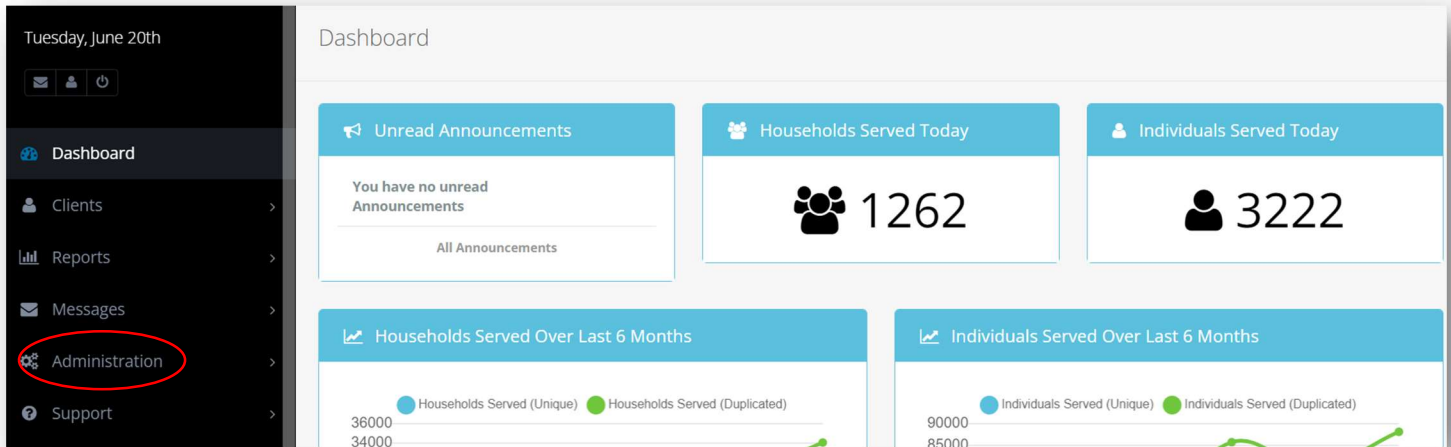 Tuesday, June 20th
Dashboard
Clients
Reports
Messages
Administration
Support
Dashboard
Unread Announcements
You have no unread
Announcements
All Announcements
Households Served Today
1262
Individuals Served Today
3222
Households Served Over Last 6 Months
Households Served (Unique) Households Served (Duplicated)
36000
34000
Individuals Served Over Last 6 Months
Individuals Served (Unique) Individuals Served (Duplicated)
90000
85000